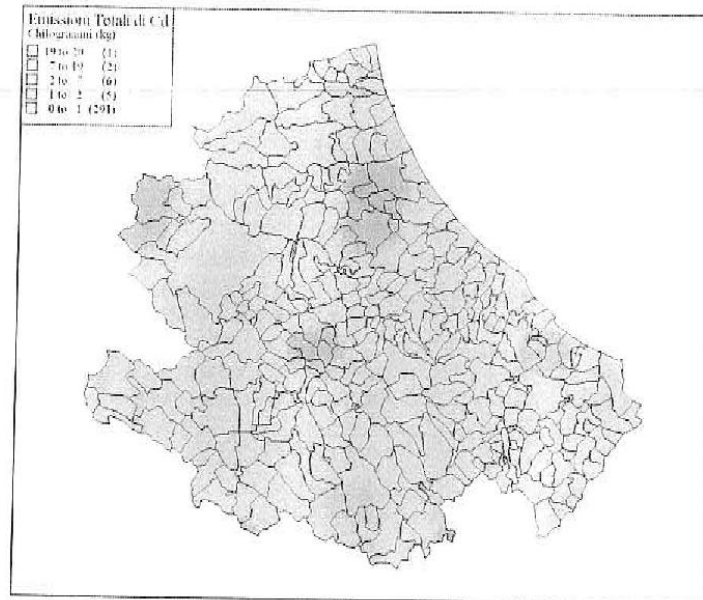 Emissioni Totali di Cd
Chilogrammi (kg)
19 to 20 (1)
7 to 19 (2)
2 to 7 (6)
1 to 2 (5)
0 to 1 (291)